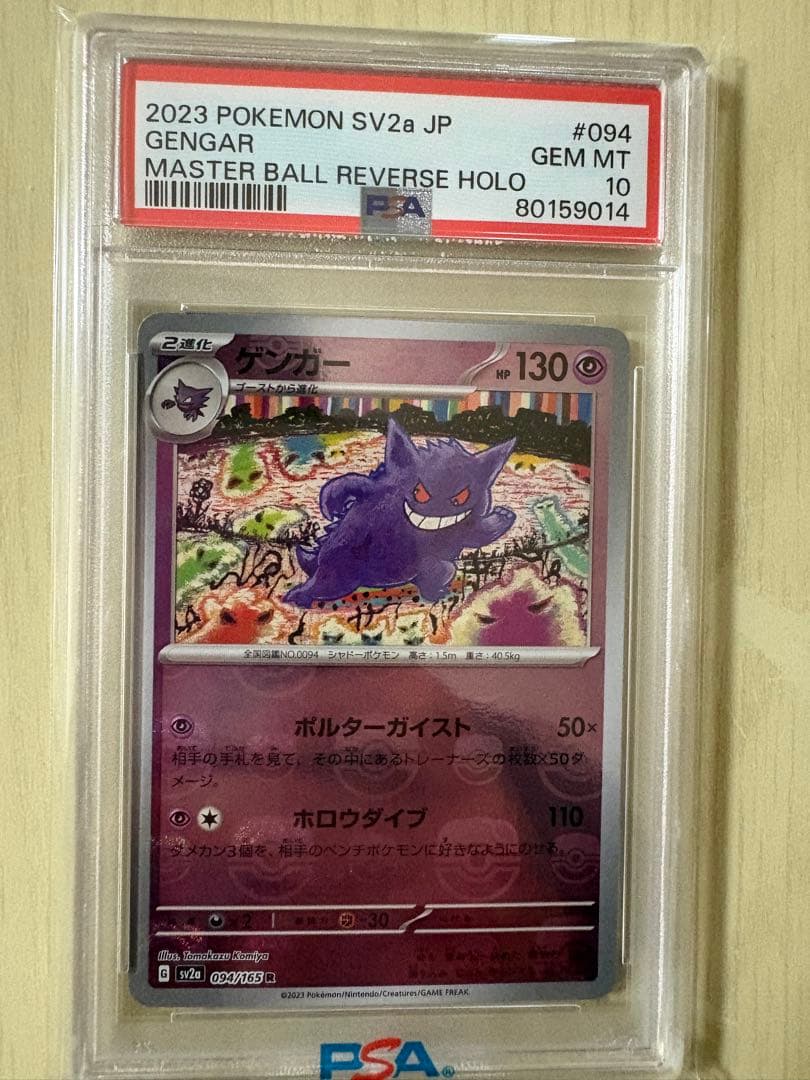 2023 POKEMON SV2a JP #094
GENGAR GEM MT
MASTER BALL REVERSE HOLO 10
PSA 80159014
2進化 ゲンガー HP 130
ゴーストから進化
全国図鑑NO.0094 シャドーポケモン 高さ:1.5m 重さ:40.5kg
ポルターガイスト 50×
相手の手札を見て、その中にあるトレーナーズの枚数×50ダ
メージ。
ホロウダイブ 110
ダメカン3個を、相手のベンチポケモンに好きなようにのせる。
×2 -30
Illus. Tomokazu Komiya
G sv2a 094/165 R
©2023 Pokémon/Nintendo/Creatures/GAME FREAK.
PSA®